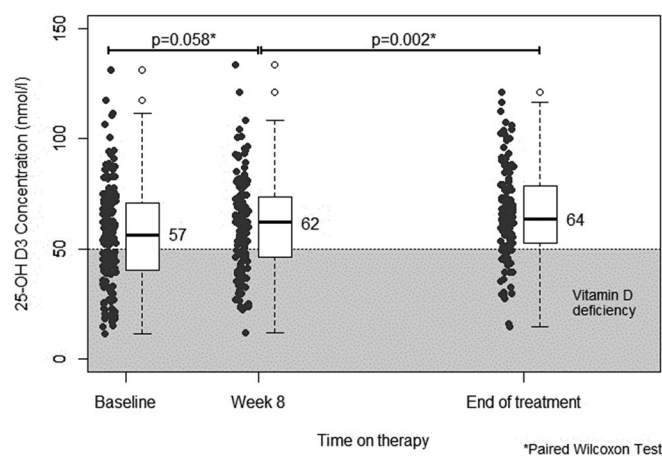 150
100
50
0
25-OH D3 Concentration (nmol/l)
p=0.058*
p=0.002*
57
62
64
Vitamin D
deficiency
Baseline
Week 8
End of treatment
Time on therapy
*Paired Wilcoxon Test